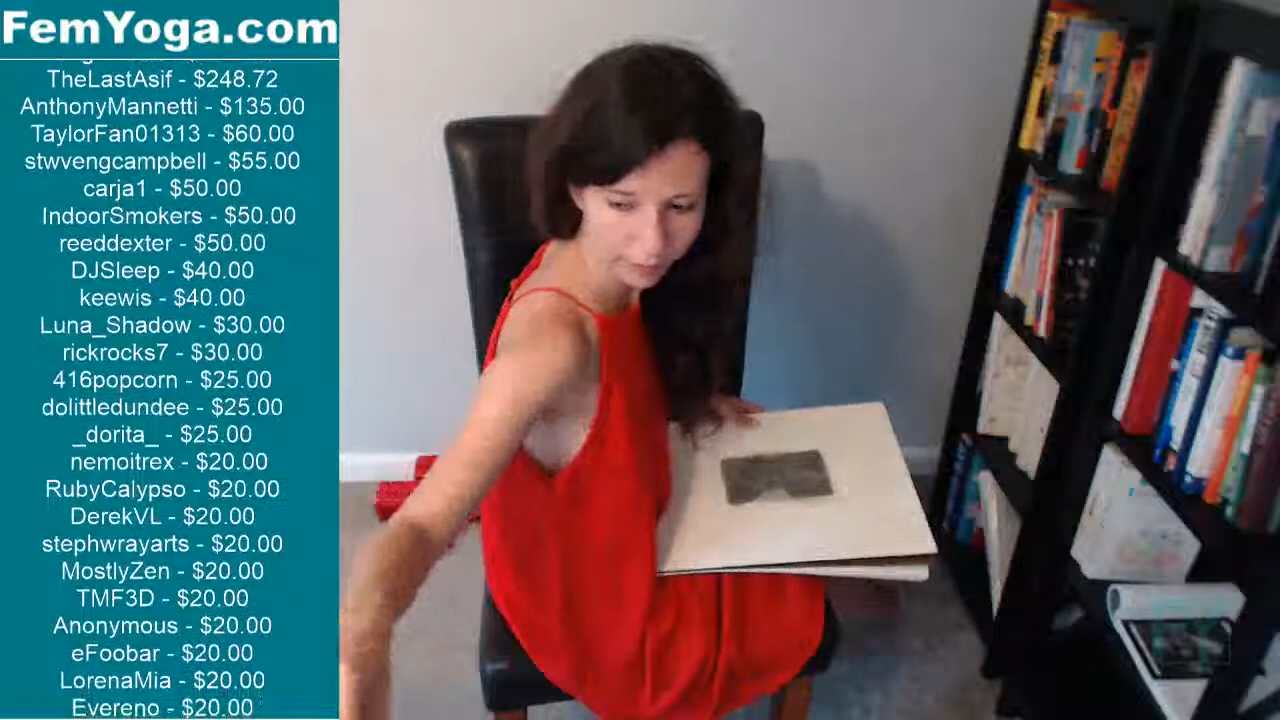 FemYoga.com
TheLastAsif - $248.72
AnthonyMannetti - $135.00
TaylorFan01313 - $60.00
stwvengcampbell - $55.00
carja1 - $50.00
IndoorSmokers - $50.00
reeddexter - $50.00
DJSleep - $40.00
keewis - $40.00
Luna_Shadow - $30.00
rickrocks7 - $30.00
416popcorn - $25.00
dolittledundee - $25.00
_dorita_ - $25.00
nemoitrex - $20.00
RubyCalypso - $20.00
DerekVL - $20.00
stephwrayarts - $20.00
MostlyZen - $20.00
TMF3D - $20.00
Anonymous - $20.00
eFoobar - $20.00
LorenaMia - $20.00
Evereno - $20.00